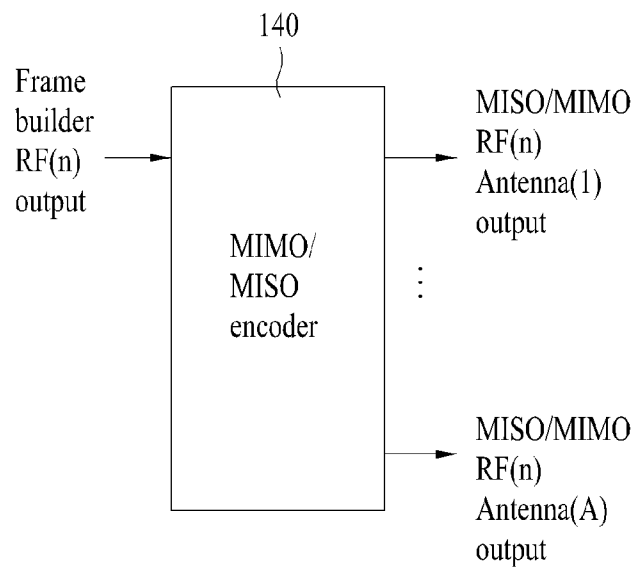 140
Frame
builder
RF(n)
output
MIMO/
MISO
encoder
MISO/MIMO
RF(n)
Antenna(1)
output
MISO/MIMO
RF(n)
Antenna(A)
output